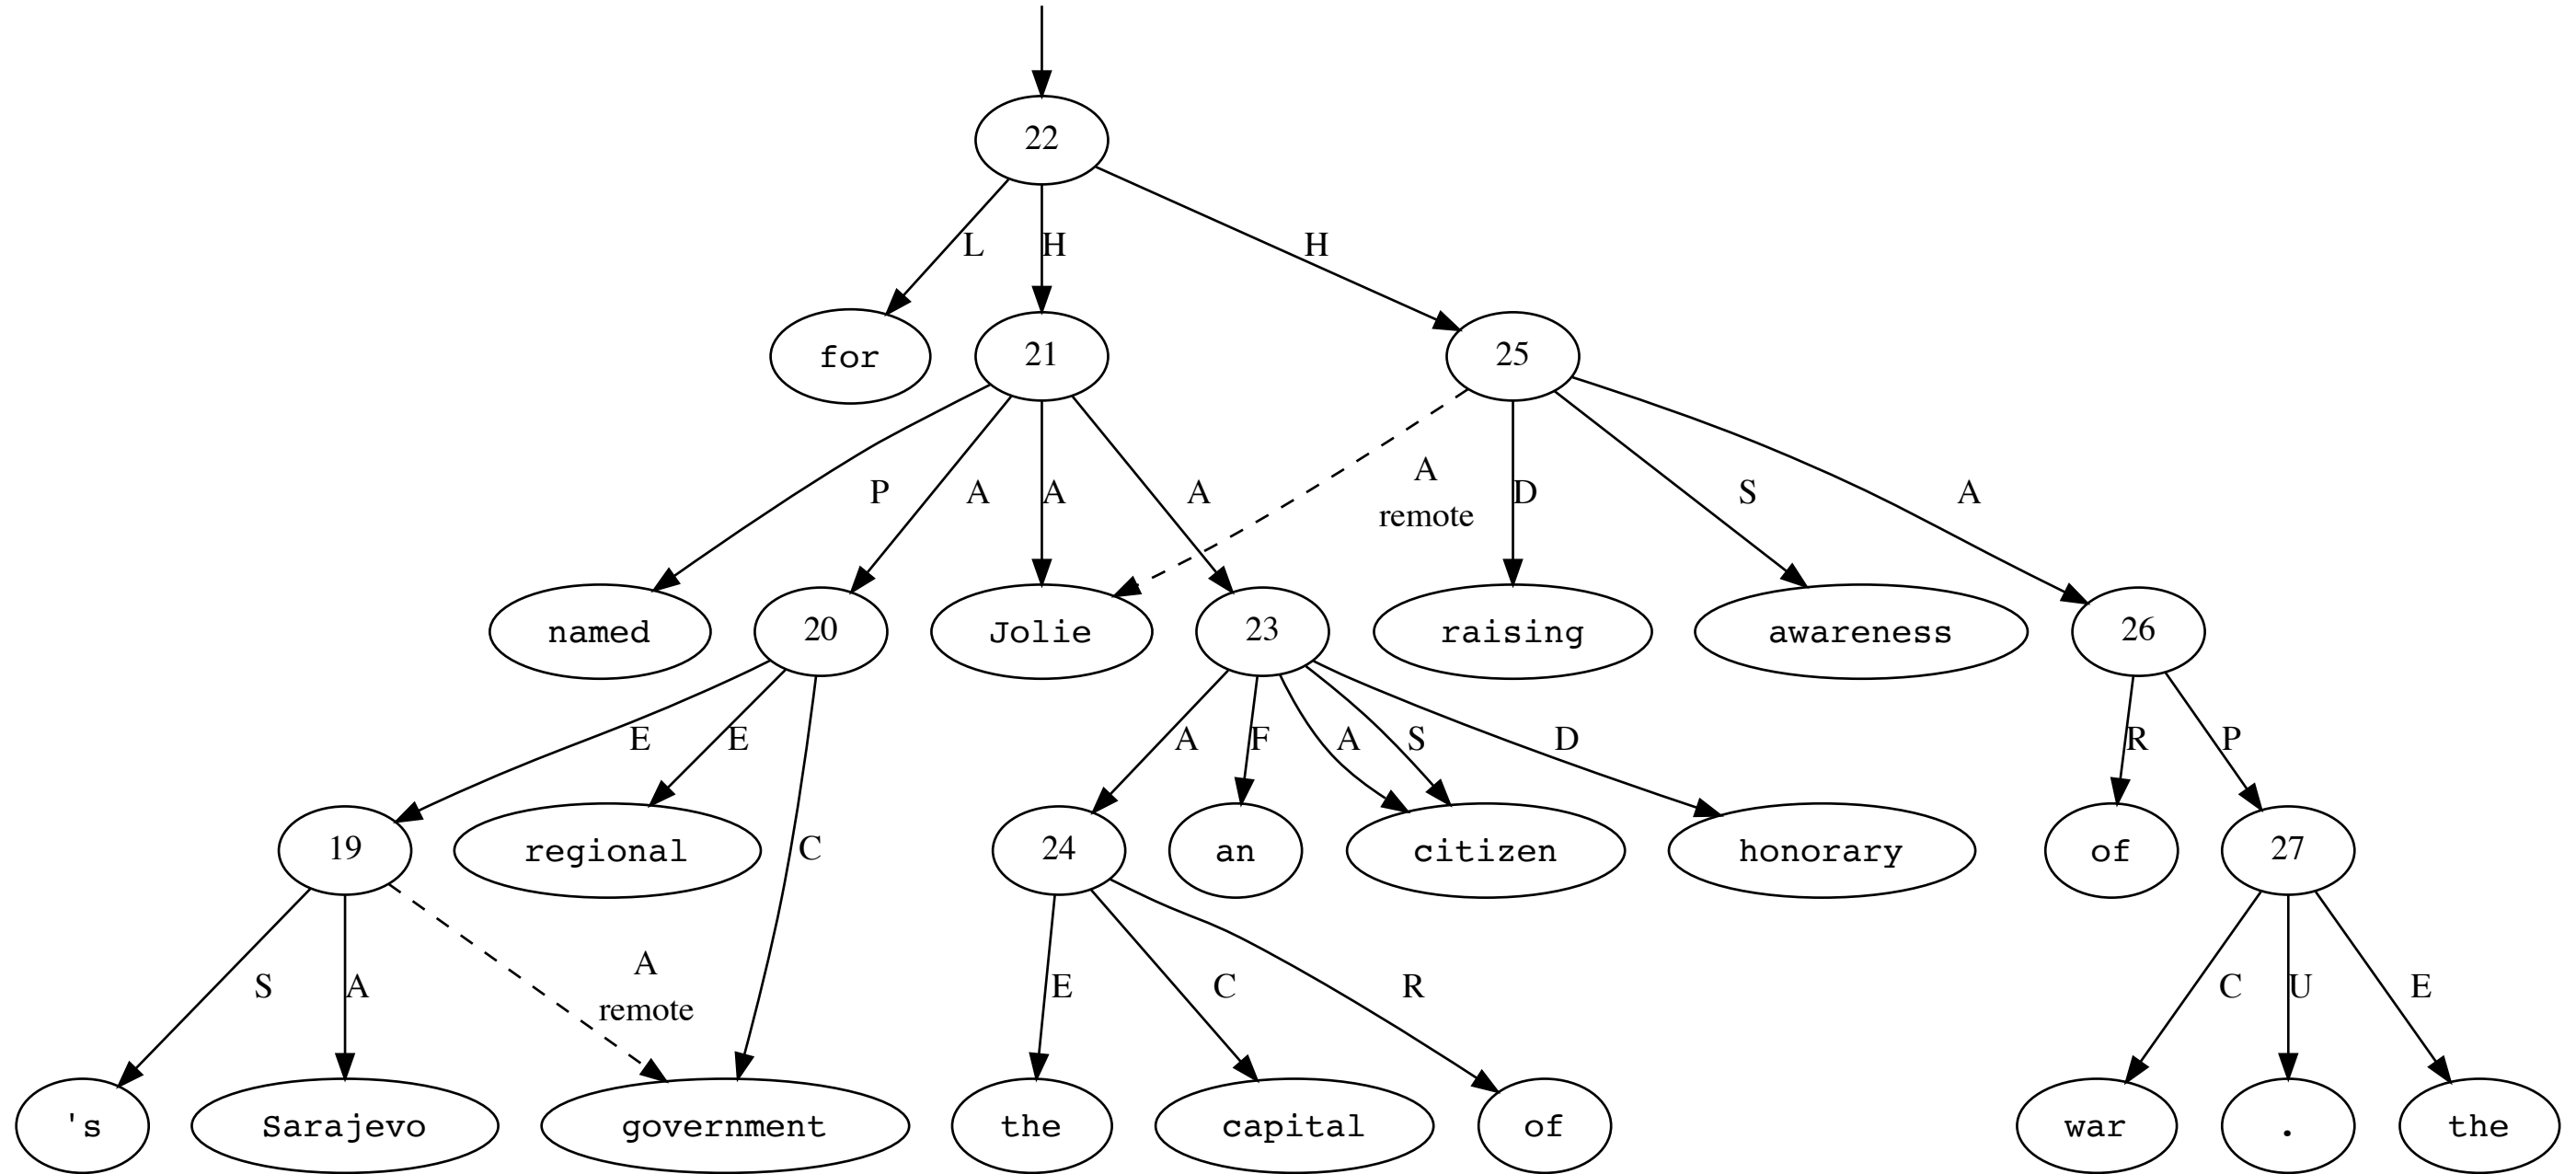 22
L H H
for 21 25
P A A A A remote D S A
named 20 Jolie 23 raising awareness 26
E E C A F A S D R P
19 regional 24 an citizen honorary of 27
S A A remote E C R C U E
's Sarajevo government the capital of war . the